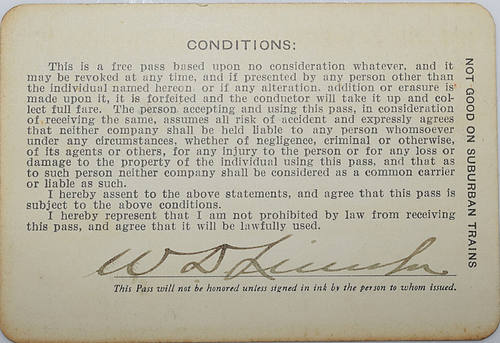 CONDITIONS:
This is a free pass based upon no consideration whatever, and it
may be revoked at any time, and if presented by any person other than
the individual named hereon or if any alteration, addition or erasure is
made upon it, it is forfeited and the conductor will take it up and col-
lect full fare. The person accepting and using this pass, in consideration
of receiving the same, assumes all risk of accident and expressly agrees
that neither company shall be held liable to any person whomsoever
under any circumstances, whether of negligence, criminal or otherwise,
of its agents or others, for any injury to the person or for any loss or
damage to the property of the individual using this pass, and that as
to such person neither company shall be considered as a common carrier
or liable as such.
I hereby assent to the above statements, and agree that this pass is
subject to the above conditions.
I hereby represent that I am not prohibited by law from receiving
this pass, and agree that it will be lawfully used.
W D Lincoln
This Pass will not be honored unless signed in ink by the person to whom issued.
NOT GOOD ON SUBURBAN TRAINS